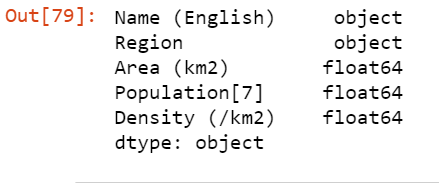 Out[79]: Name (English)     object
Region             object
Area (km2)        float64
Population[7]     float64
Density (/km2)    float64
dtype: object